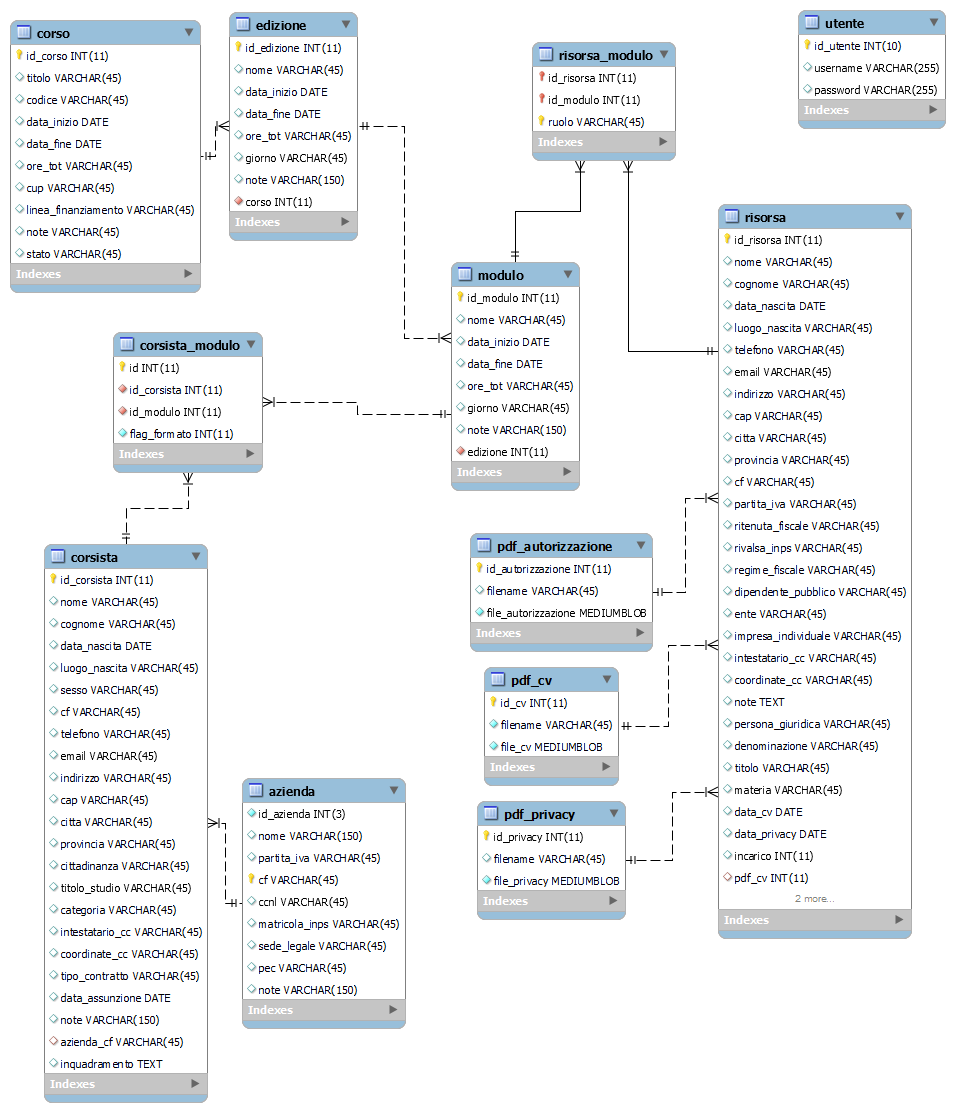 corso
id_corso INT(11)
titolo VARCHAR(45)
codice VARCHAR(45)
data_inizio DATE
data_fine DATE
ore_tot VARCHAR(45)
cup VARCHAR(45)
linea_finanziamento VARCHAR(45)
note VARCHAR(45)
stato VARCHAR(45)
Indexes
edizione
id_edizione INT(11)
nome VARCHAR(45)
data_inizio DATE
data_fine DATE
ore_tot VARCHAR(45)
giorno VARCHAR(45)
note VARCHAR(150)
corso INT(11)
Indexes
risorsa_modulo
id_risorsa INT(11)
id_modulo INT(11)
ruolo VARCHAR(45)
Indexes
utente
id_utente INT(10)
username VARCHAR(255)
password VARCHAR(255)
Indexes
modulo
id_modulo INT(11)
nome VARCHAR(45)
data_inizio DATE
data_fine DATE
ore_tot VARCHAR(45)
giorno VARCHAR(45)
note VARCHAR(150)
edizione INT(11)
Indexes
risorsa
id_risorsa INT(11)
nome VARCHAR(45)
cognome VARCHAR(45)
data_nascita DATE
luogo_nascita VARCHAR(45)
telefono VARCHAR(45)
email VARCHAR(45)
indirizzo VARCHAR(45)
cap VARCHAR(45)
citta VARCHAR(45)
provincia VARCHAR(45)
cf VARCHAR(45)
partita_iva VARCHAR(45)
ritenuta_fiscale VARCHAR(45)
rivalsa_inps VARCHAR(45)
regime_fiscale VARCHAR(45)
dipendente_pubblico VARCHAR(45)
ente VARCHAR(45)
impresa_individuale VARCHAR(45)
intestatario_cc VARCHAR(45)
coordinate_cc VARCHAR(45)
note TEXT
persona_giuridica VARCHAR(45)
denominazione VARCHAR(45)
titolo VARCHAR(45)
materia VARCHAR(45)
data_cv DATE
data_privacy DATE
incarico INT(11)
pdf_cv INT(11)
2 more...
Indexes
corsista_modulo
id INT(11)
id_corsista INT(11)
id_modulo INT(11)
flag_formato INT(11)
Indexes
corsista
id_corsista INT(11)
nome VARCHAR(45)
cognome VARCHAR(45)
data_nascita DATE
luogo_nascita VARCHAR(45)
sesso VARCHAR(45)
cf VARCHAR(45)
telefono VARCHAR(45)
email VARCHAR(45)
indirizzo VARCHAR(45)
cap VARCHAR(45)
citta VARCHAR(45)
provincia VARCHAR(45)
cittadinanza VARCHAR(45)
titolo_studio VARCHAR(45)
categoria VARCHAR(45)
intestatario_cc VARCHAR(45)
coordinate_cc VARCHAR(45)
tipo_contratto VARCHAR(45)
data_assunzione DATE
note VARCHAR(150)
azienda_cf VARCHAR(45)
inquadramento TEXT
Indexes
pdf_autorizzazione
id_autorizzazione INT(11)
filename VARCHAR(45)
file_autorizzazione MEDIUMBLOB
Indexes
pdf_cv
id_cv INT(11)
filename VARCHAR(45)
file_cv MEDIUMBLOB
Indexes
azienda
id_azienda INT(3)
nome VARCHAR(150)
partita_iva VARCHAR(45)
cf VARCHAR(45)
ccnl VARCHAR(45)
matricola_inps VARCHAR(45)
sede_legale VARCHAR(45)
pec VARCHAR(45)
note VARCHAR(150)
Indexes
pdf_privacy
id_privacy INT(11)
filename VARCHAR(45)
file_privacy MEDIUMBLOB
Indexes